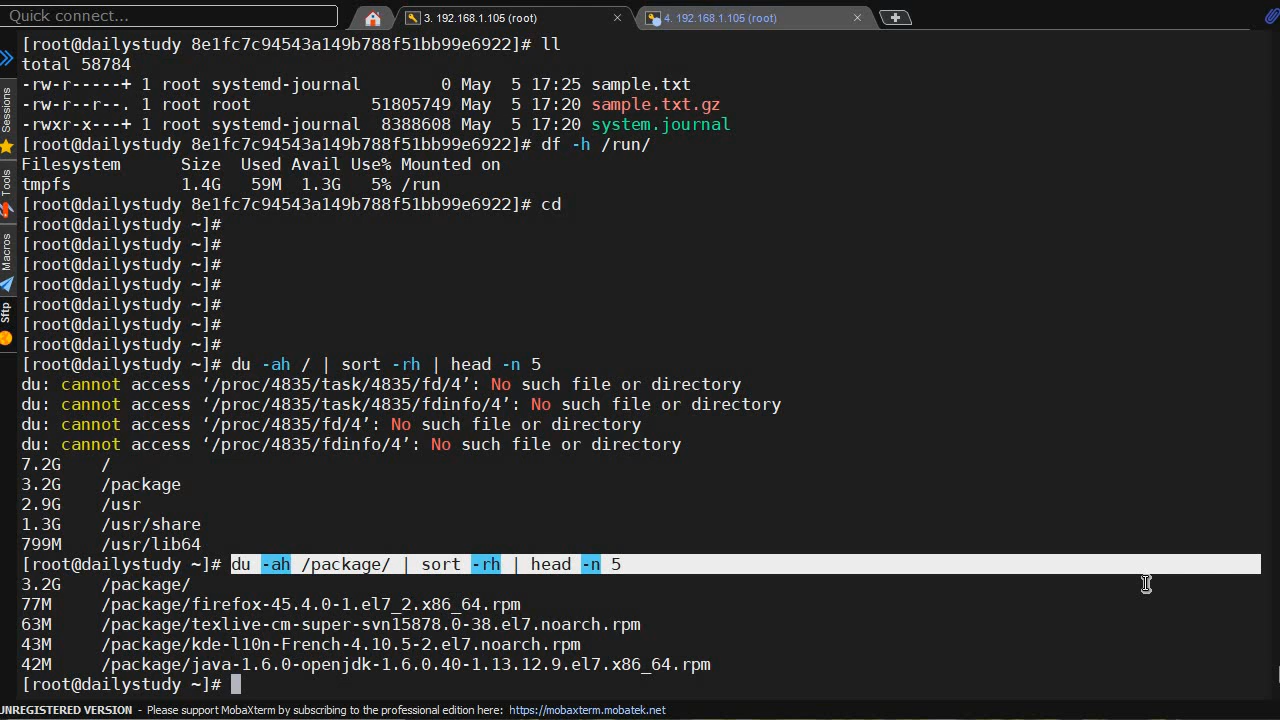 Quick connect...
3. 192.168.1.105 (root)
4. 192.168.1.105 (root)
Sessions
Tools
Macros
Sftp
[root@dailystudy 8e1fc7c94543a149b788f51bb99e6922]# ll
total 58784
-rw-r-----+ 1 root systemd-journal        0 May  5 17:25 sample.txt
-rw-r--r--. 1 root root            51805749 May  5 17:20 sample.txt.gz
-rwxr-x---+ 1 root systemd-journal  8388608 May  5 17:20 system.journal
[root@dailystudy 8e1fc7c94543a149b788f51bb99e6922]# df -h /run/
Filesystem      Size  Used Avail Use% Mounted on
tmpfs           1.4G   59M  1.3G   5% /run
[root@dailystudy 8e1fc7c94543a149b788f51bb99e6922]# cd
[root@dailystudy ~]#
[root@dailystudy ~]#
[root@dailystudy ~]#
[root@dailystudy ~]#
[root@dailystudy ~]#
[root@dailystudy ~]#
[root@dailystudy ~]#
[root@dailystudy ~]# du -ah / | sort -rh | head -n 5
du: cannot access ‘/proc/4835/task/4835/fd/4’: No such file or directory
du: cannot access ‘/proc/4835/task/4835/fdinfo/4’: No such file or directory
du: cannot access ‘/proc/4835/fd/4’: No such file or directory
du: cannot access ‘/proc/4835/fdinfo/4’: No such file or directory
7.2G    /
3.2G    /package
2.9G    /usr
1.3G    /usr/share
799M    /usr/lib64
[root@dailystudy ~]# du -ah /package/ | sort -rh | head -n 5
3.2G    /package/
77M     /package/firefox-45.4.0-1.el7_2.x86_64.rpm
63M     /package/texlive-cm-super-svn15878.0-38.el7.noarch.rpm
43M     /package/kde-l10n-French-4.10.5-2.el7.noarch.rpm
42M     /package/java-1.6.0-openjdk-1.6.0.40-1.13.12.9.el7.x86_64.rpm
[root@dailystudy ~]#
UNREGISTERED VERSION - Please support MobaXterm by subscribing to the professional edition here: https://mobaxterm.mobatek.net